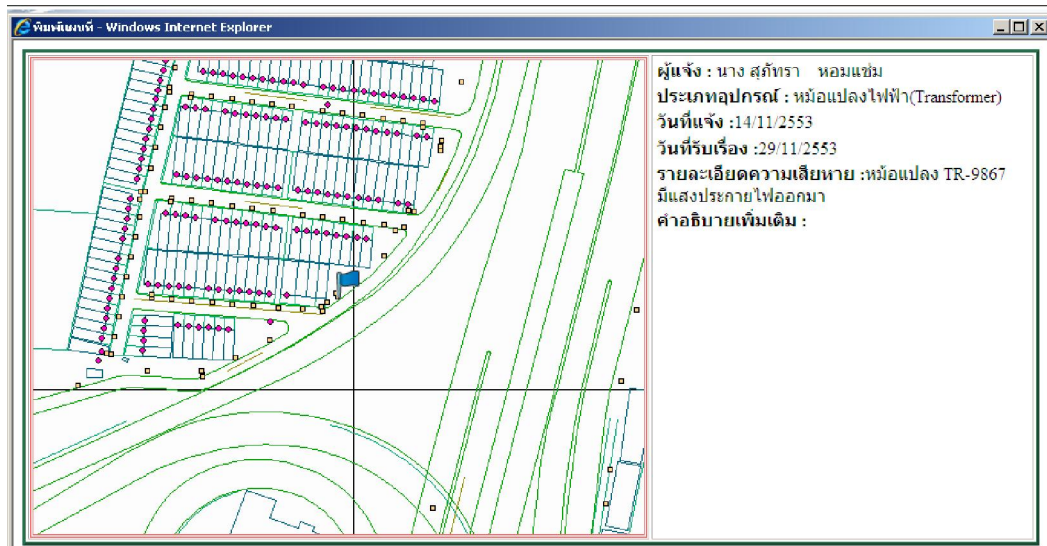 พิมพ์แผนที่ - Windows Internet Explorer
ผู้แจ้ง : นาง สุภัทรา หอมแช่ม
ประเภทอุปกรณ์ : หม้อแปลงไฟฟ้า(Transformer)
วันที่แจ้ง :14/11/2553
วันที่รับเรื่อง :29/11/2553
รายละเอียดความเสียหาย :หม้อแปลง TR-9867
มีแสงประกายไฟออกมา
คำอธิบายเพิ่มเติม :